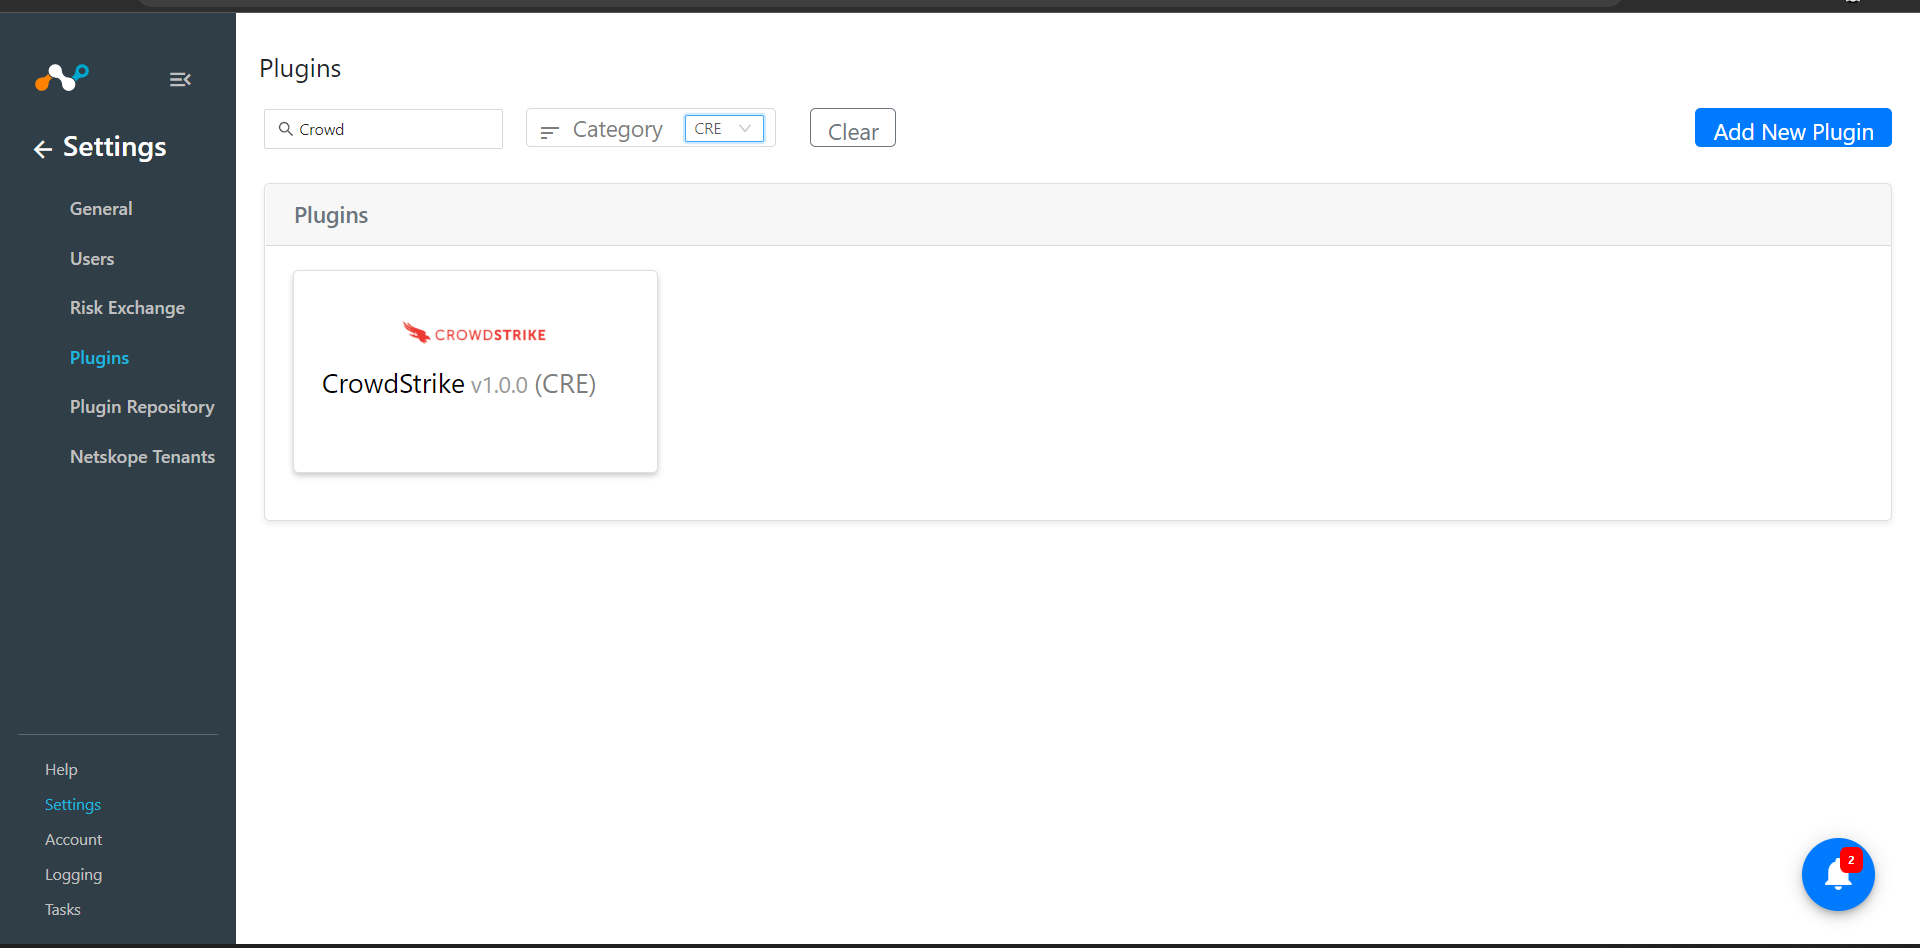 Settings
General
Users
Risk Exchange
Plugins
Plugin Repository
Netskope Tenants
Help
Settings
Account
Logging
Tasks
Plugins
Crowd
Category CRE
Clear
Add New Plugin
Plugins
CROWDSTRIKE
CrowdStrike v1.0.0 (CRE)
2